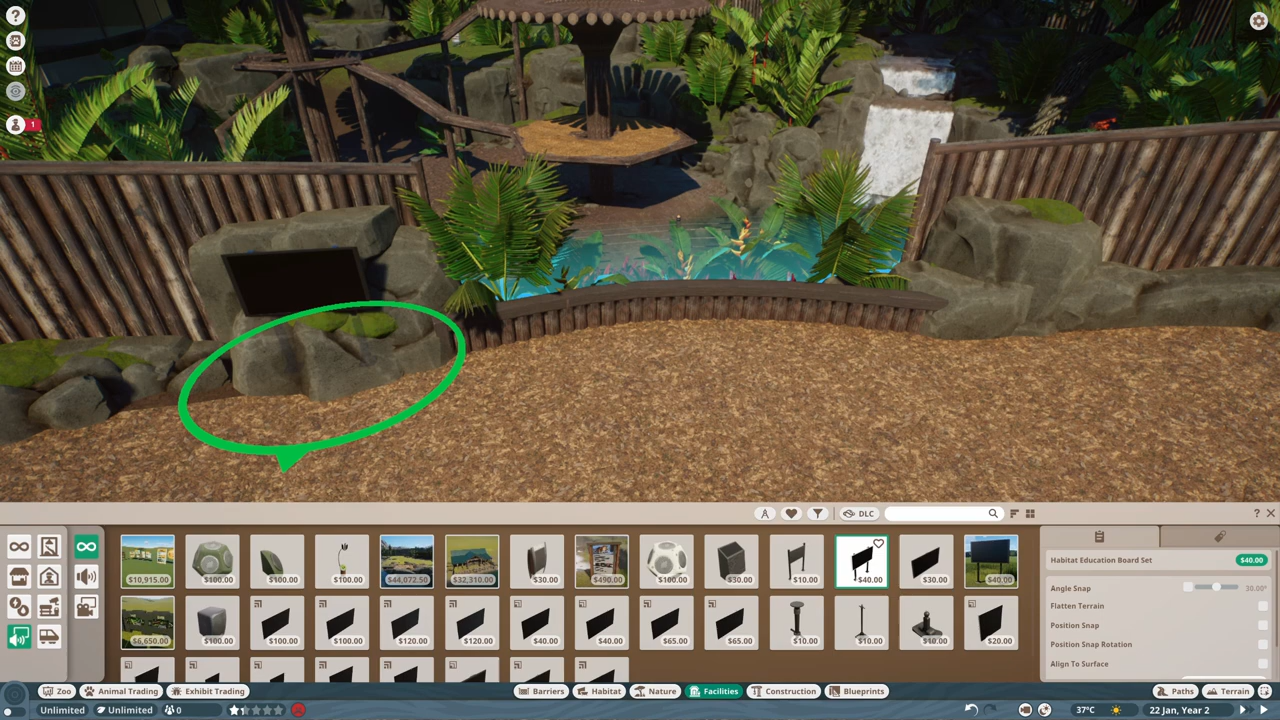 ?
1
DLC
? ×
$10,915.00 $100.00 $100.00 $100.00 $44,072.50 $32,310.00 $30.00 $490.00 $100.00 $30.00 $10.00 $40.00 $30.00 $40.00
$6,650.00 $100.00 $100.00 $100.00 $120.00 $120.00 $40.00 $40.00 $65.00 $65.00 $10.00 $10.00 $10.00 $20.00
Habitat Education Board Set $40.00
Angle Snap 30.00°
Flatten Terrain
Position Snap
Position Snap Rotation
Align To Surface
Zoo Animal Trading Exhibit Trading Barriers Habitat Nature Facilities Construction Blueprints Paths Terrain
Unlimited Unlimited 0 37°C 22 Jan, Year 2